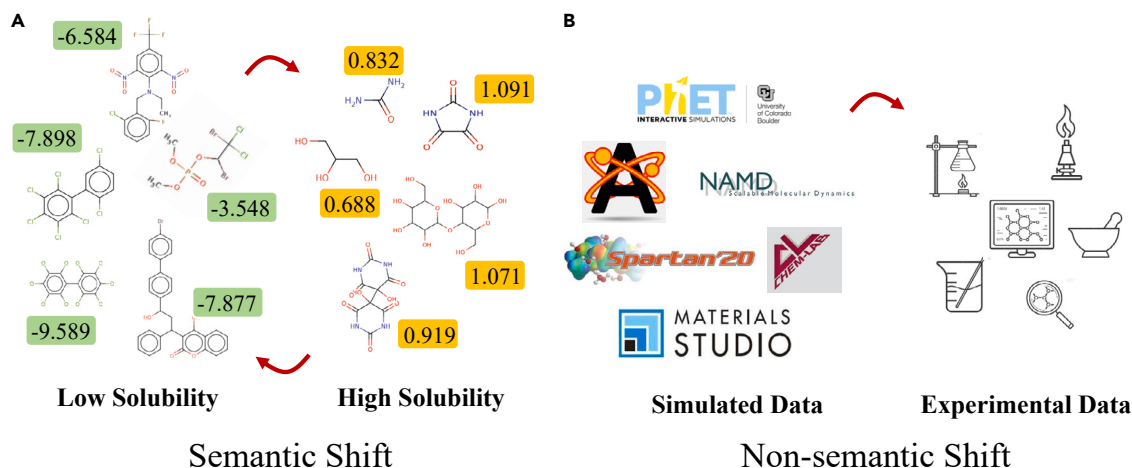 A
-6.584
-7.898
-3.548
-9.589
-7.877
Low Solubility
0.832
1.091
0.688
1.071
0.919
High Solubility
Semantic Shift
B
PhET
INTERACTIVE SIMULATIONS
University
of Colorado
Boulder
NAMD
Scalable Molecular Dynamics
Spartan'20
CHEM-LAB
MATERIALS
STUDIO
Simulated Data
Experimental Data
Non-semantic Shift